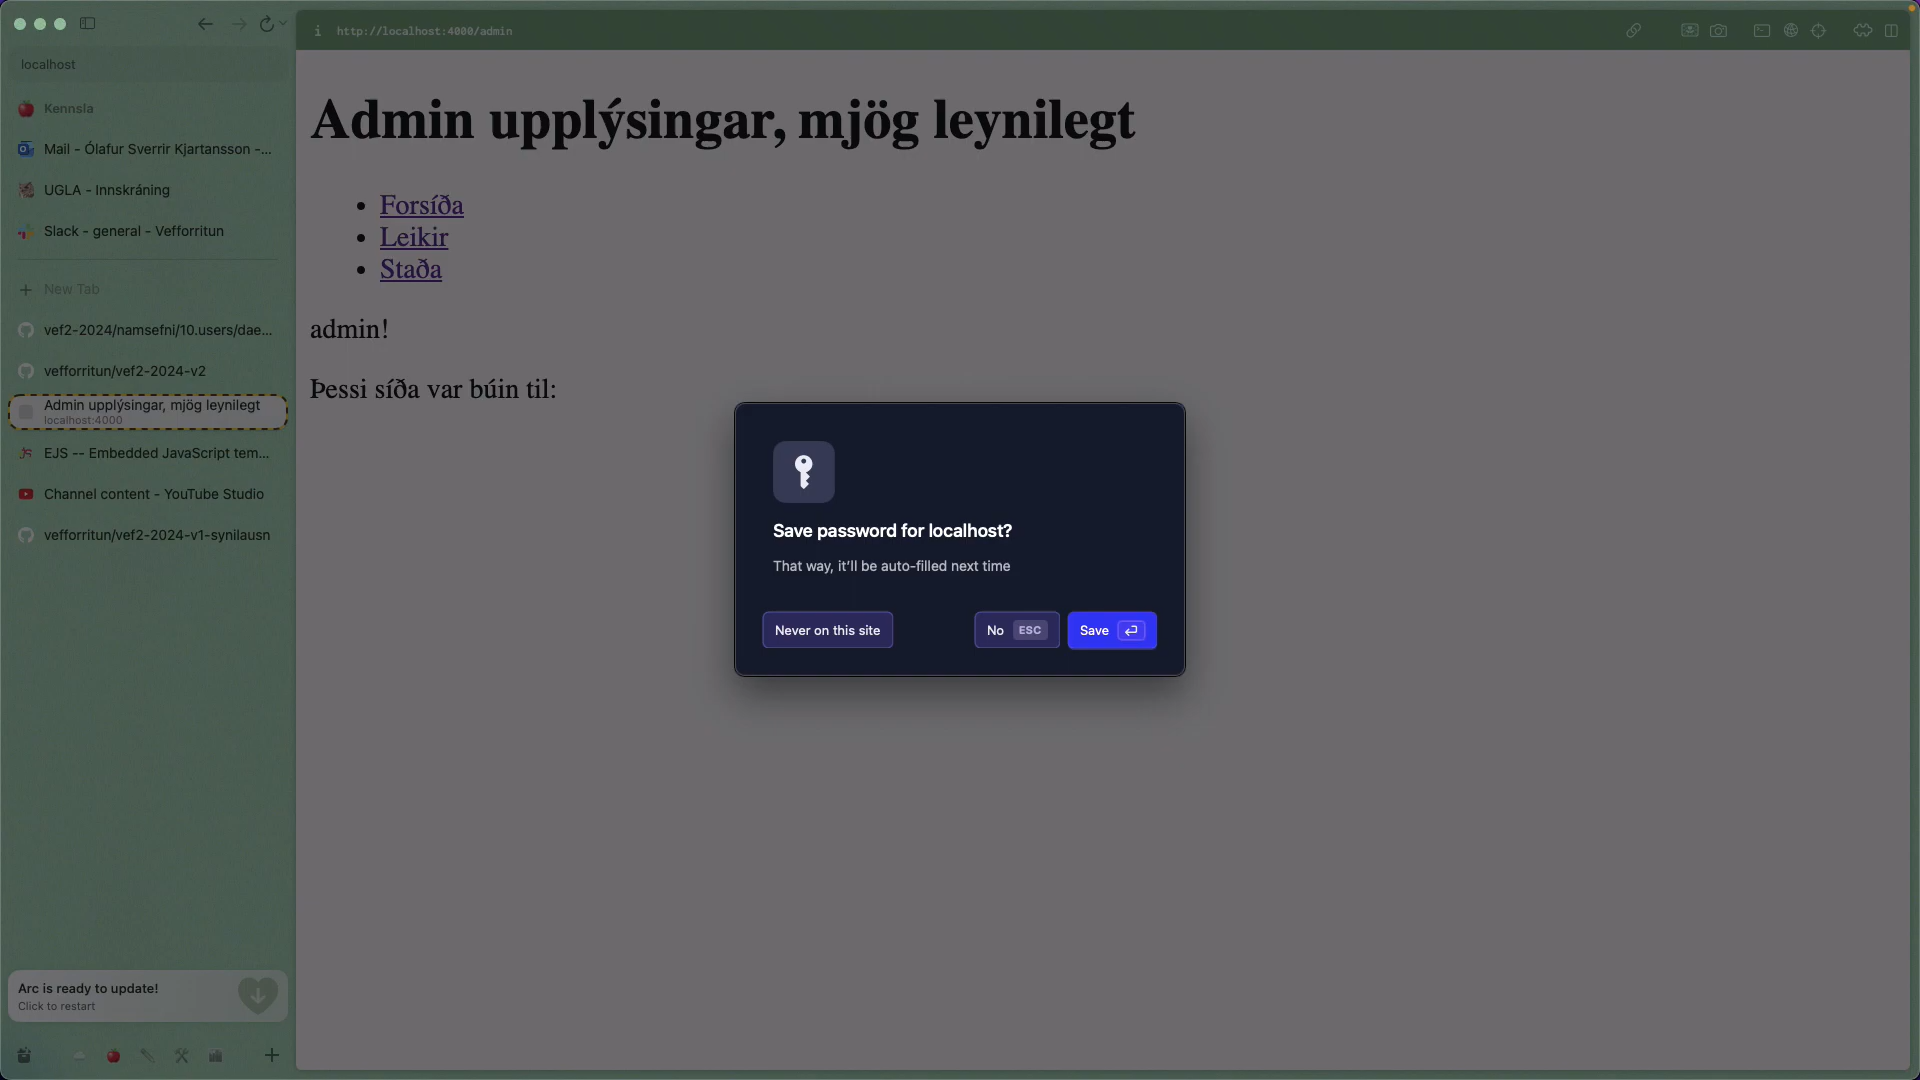 http://localhost:4000/admin
localhost
Kennsla
Mail - Ólafur Sverrir Kjartansson -...
UGLA - Innskráning
Slack - general - Vefforritun
New Tab
vef2-2024/namsefni/10.users/dae...
vefforritun/vef2-2024-v2
Admin upplýsingar, mjög leynilegt
localhost:4000
EJS -- Embedded JavaScript tem...
Channel content - YouTube Studio
vefforritun/vef2-2024-v1-synilausn
Arc is ready to update!
Click to restart
Admin upplýsingar, mjög leynilegt
Forsíða
Leikir
Staða
admin!
Þessi síða var búin til:
Save password for localhost?
That way, it'll be auto-filled next time
Never on this site
No ESC
Save